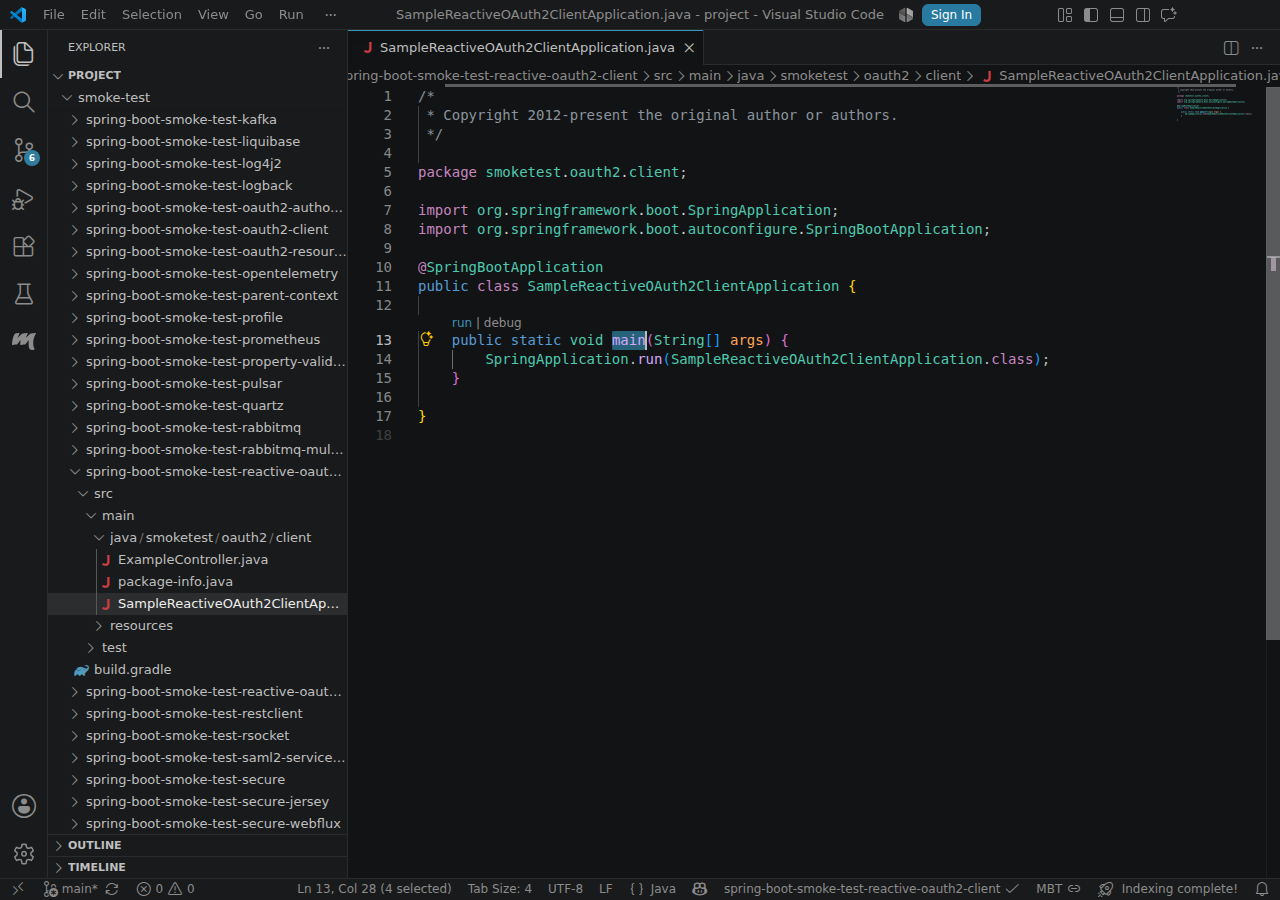 File Edit Selection View Go Run ··· SampleReactiveOAuth2ClientApplication.java - project - Visual Studio Code Sign In
EXPLORER ···
PROJECT
smoke-test
spring-boot-smoke-test-kafka
spring-boot-smoke-test-liquibase
spring-boot-smoke-test-log4j2
spring-boot-smoke-test-logback
spring-boot-smoke-test-oauth2-autho...
spring-boot-smoke-test-oauth2-client
spring-boot-smoke-test-oauth2-resour...
spring-boot-smoke-test-opentelemetry
spring-boot-smoke-test-parent-context
spring-boot-smoke-test-profile
spring-boot-smoke-test-prometheus
spring-boot-smoke-test-property-valid...
spring-boot-smoke-test-pulsar
spring-boot-smoke-test-quartz
spring-boot-smoke-test-rabbitmq
spring-boot-smoke-test-rabbitmq-mul...
spring-boot-smoke-test-reactive-oaut...
src
main
java / smoketest / oauth2 / client
ExampleController.java
package-info.java
SampleReactiveOAuth2ClientAp...
resources
test
build.gradle
spring-boot-smoke-test-reactive-oaut...
spring-boot-smoke-test-restclient
spring-boot-smoke-test-rsocket
spring-boot-smoke-test-saml2-service...
spring-boot-smoke-test-secure
spring-boot-smoke-test-secure-jersey
spring-boot-smoke-test-secure-webflux
OUTLINE
TIMELINE
6
SampleReactiveOAuth2ClientApplication.java
pring-boot-smoke-test-reactive-oauth2-client > src > main > java > smoketest > oauth2 > client > SampleReactiveOAuth2ClientApplication.ja
1 /*
2 * Copyright 2012-present the original author or authors.
3 */
4
5 package smoketest.oauth2.client;
6
7 import org.springframework.boot.SpringApplication;
8 import org.springframework.boot.autoconfigure.SpringBootApplication;
9
10 @SpringBootApplication
11 public class SampleReactiveOAuth2ClientApplication {
12
run | debug
13 public static void main(String[] args) {
14 SpringApplication.run(SampleReactiveOAuth2ClientApplication.class);
15 }
16
17 }
18
main* 0 0 Ln 13, Col 28 (4 selected) Tab Size: 4 UTF-8 LF { } Java spring-boot-smoke-test-reactive-oauth2-client MBT Indexing complete!